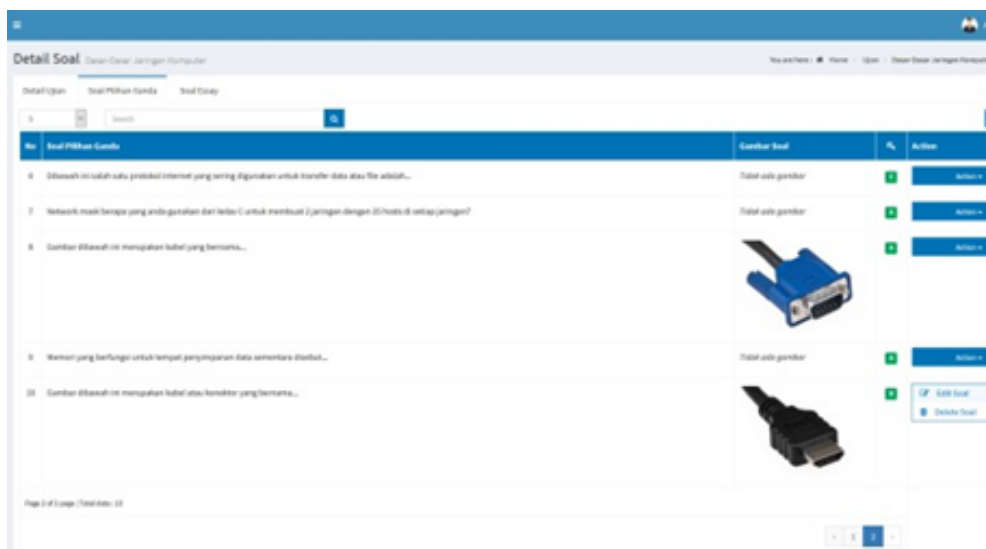 Detail Soal Dasar-Dasar Jaringan Komputer
You are here : Home Ujian Dasar-Dasar Jaringan
Detail Ujian Soal Pilihan Ganda Soal Essay
5 Search
No Soal Pilihan Ganda Gambar Soal Action
6 Dibawah ini salah satu protokol internet yang sering digunakan untuk transfer data atau file adalah... Tidak ada gambar Action
7 Network mask berapa yang anda gunakan dari kelas C untuk membuat 2 jaringan dengan 35 hosts di setiap jaringan? Tidak ada gambar Action
8 Gambar dibawah ini merupakan kabel yang bernama... Action
9 Memori yang berfungsi untuk tempat penyimpanan data sementara disebut... Tidak ada gambar Action
10 Gambar dibawah ini merupakan kabel atau konektor yang bernama... Edit Soal
Delete Soal
Page 2 of 2 page | Total data : 10
1 2